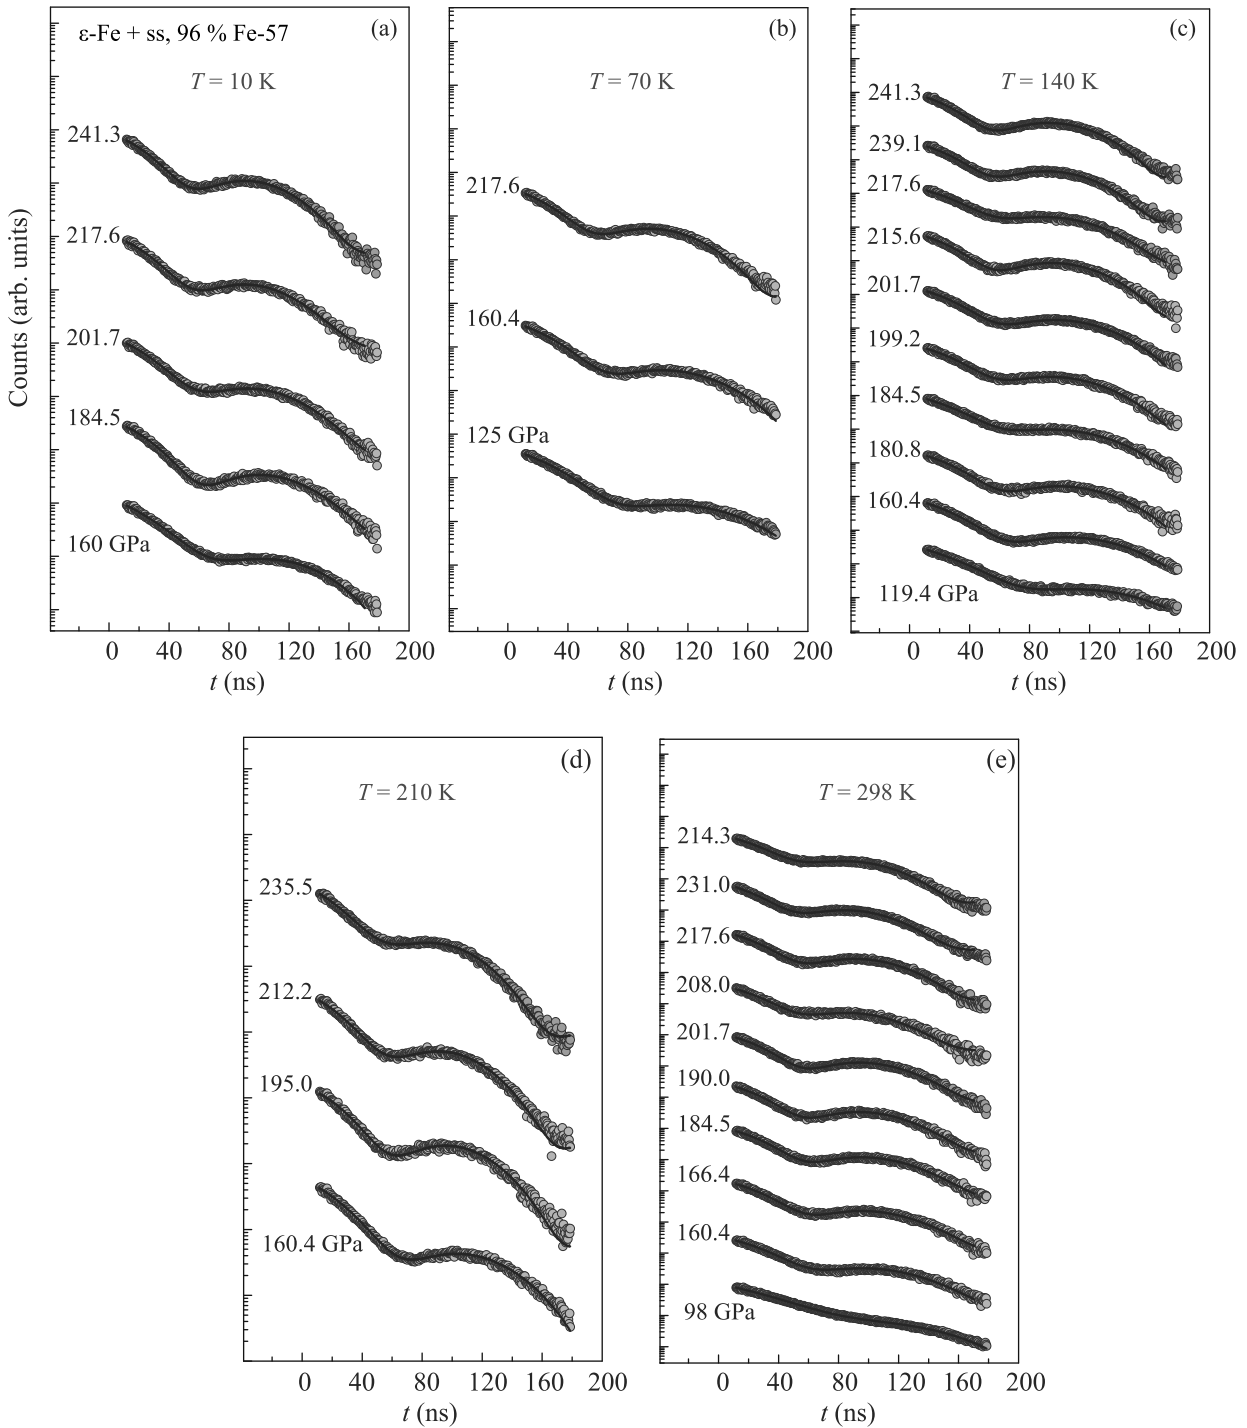 ε-Fe + ss, 96 % Fe-57
(a)
T = 10 K
241.3
217.6
201.7
184.5
160 GPa
Counts (arb. units)
0 40 80 120 160 200
t (ns)
(b)
T = 70 K
217.6
160.4
125 GPa
0 40 80 120 160 200
t (ns)
(c)
T = 140 K
241.3
239.1
217.6
215.6
201.7
199.2
184.5
180.8
160.4
119.4 GPa
0 40 80 120 160 200
t (ns)
(d)
T = 210 K
235.5
212.2
195.0
160.4 GPa
0 40 80 120 160 200
t (ns)
(e)
T = 298 K
214.3
231.0
217.6
208.0
201.7
190.0
184.5
166.4
160.4
98 GPa
0 40 80 120 160 200
t (ns)